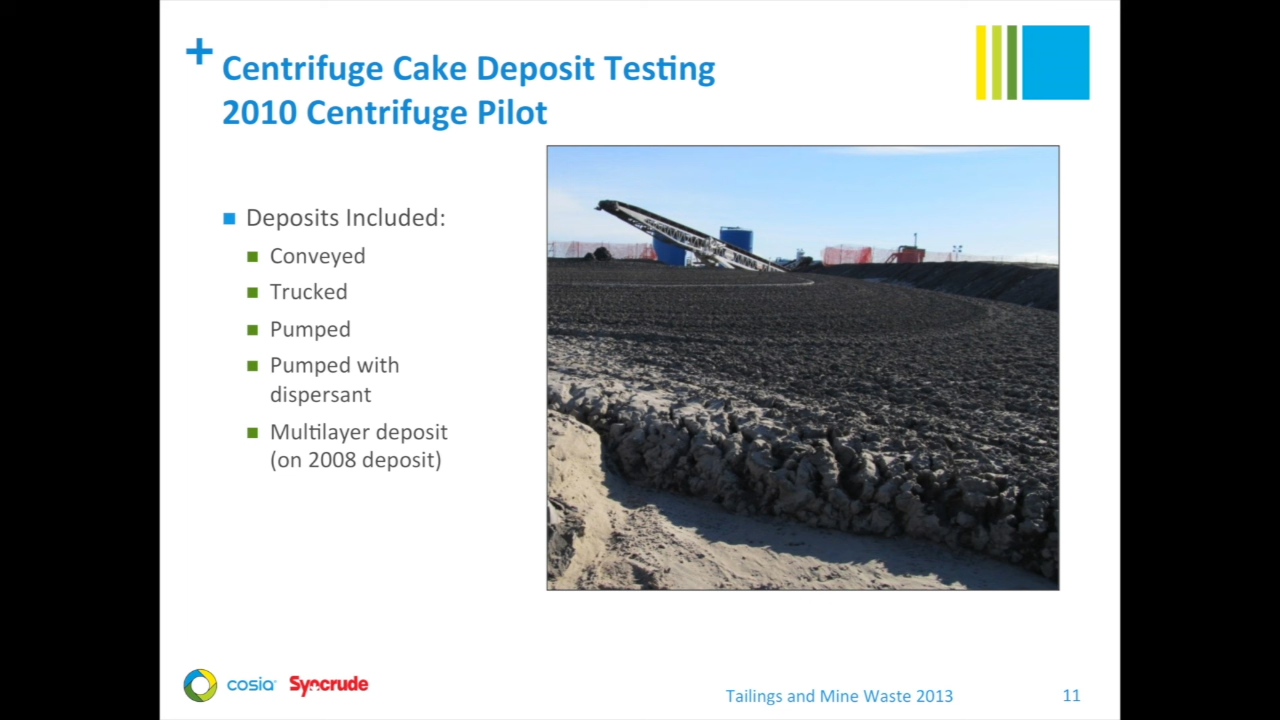 + Centrifuge Cake Deposit Testing
2010 Centrifuge Pilot
Deposits Included:
Conveyed
Trucked
Pumped
Pumped with
dispersant
Multilayer deposit
(on 2008 deposit)
cosia Syncrude
Tailings and Mine Waste 2013
11